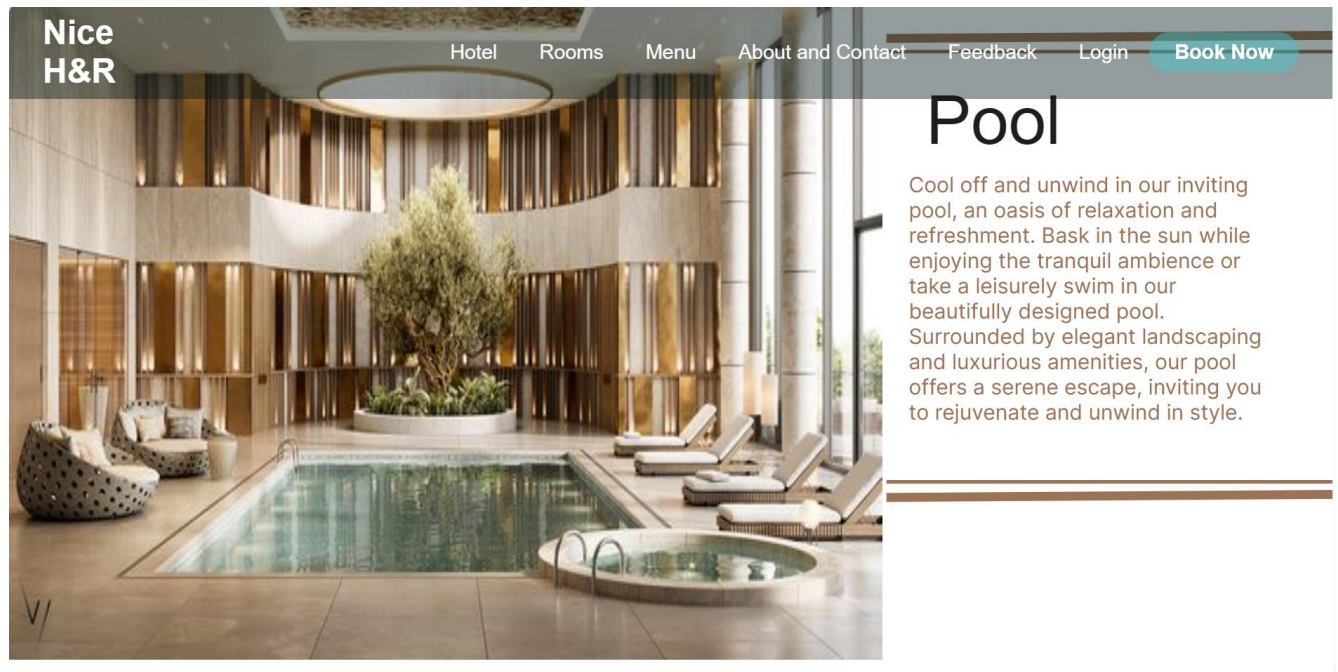 Nice
H&R
Hotel Rooms Menu About and Contact Feedback Login Book Now
Pool
Cool off and unwind in our inviting
pool, an oasis of relaxation and
refreshment. Bask in the sun while
enjoying the tranquil ambience or
take a leisurely swim in our
beautifully designed pool.
Surrounded by elegant landscaping
and luxurious amenities, our pool
offers a serene escape, inviting you
to rejuvenate and unwind in style.